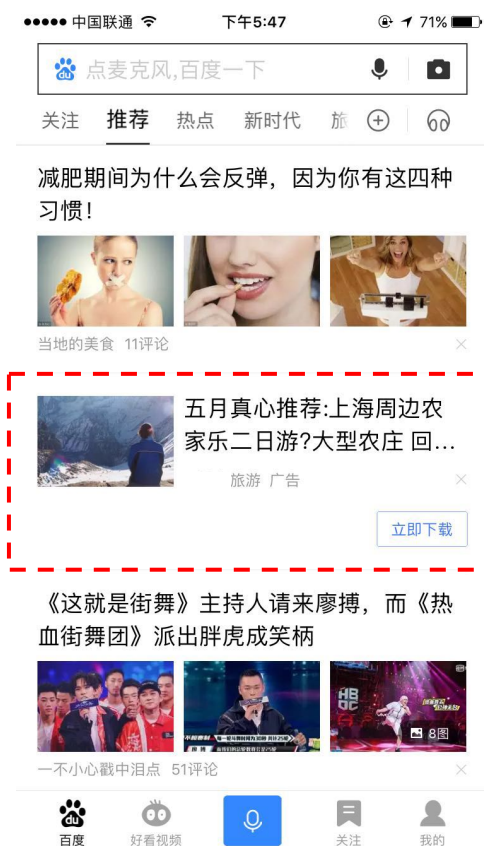 中国联通 下午5:47 71%
du 点麦克风,百度一下
关注 推荐 热点 新时代 旅
减肥期间为什么会反弹，因为你有这四种
习惯！
当地的美食 11评论
五月真心推荐:上海周边农
家乐二日游?大型农庄 回...
旅游 广告
立即下载
《这就是街舞》主持人请来廖搏，而《热
血街舞团》派出胖虎成笑柄
8图
一不小心戳中泪点 51评论
du
百度 好看视频 关注 我的